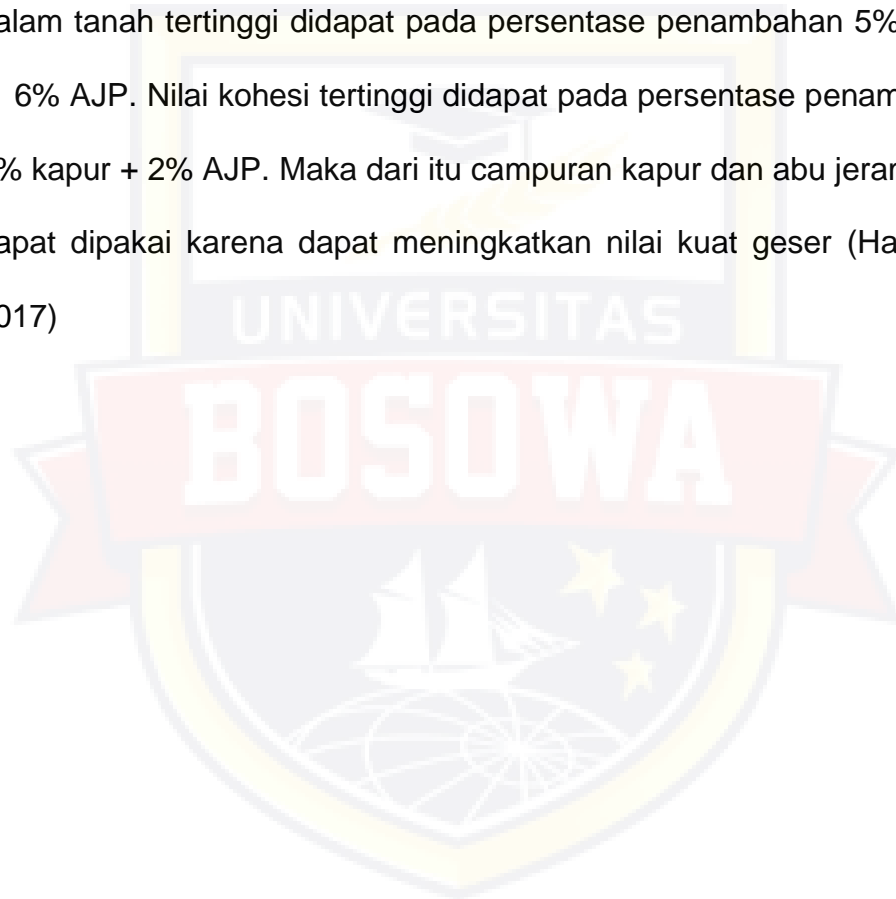 alam tanah tertinggi didapat pada persentase penambahan 5%
6% AJP. Nilai kohesi tertinggi didapat pada persentase penam
% kapur + 2% AJP. Maka dari itu campuran kapur dan abu jeran
apat dipakai karena dapat meningkatkan nilai kuat geser (Ha
017)
UNIVERSITAS
BOSOWA